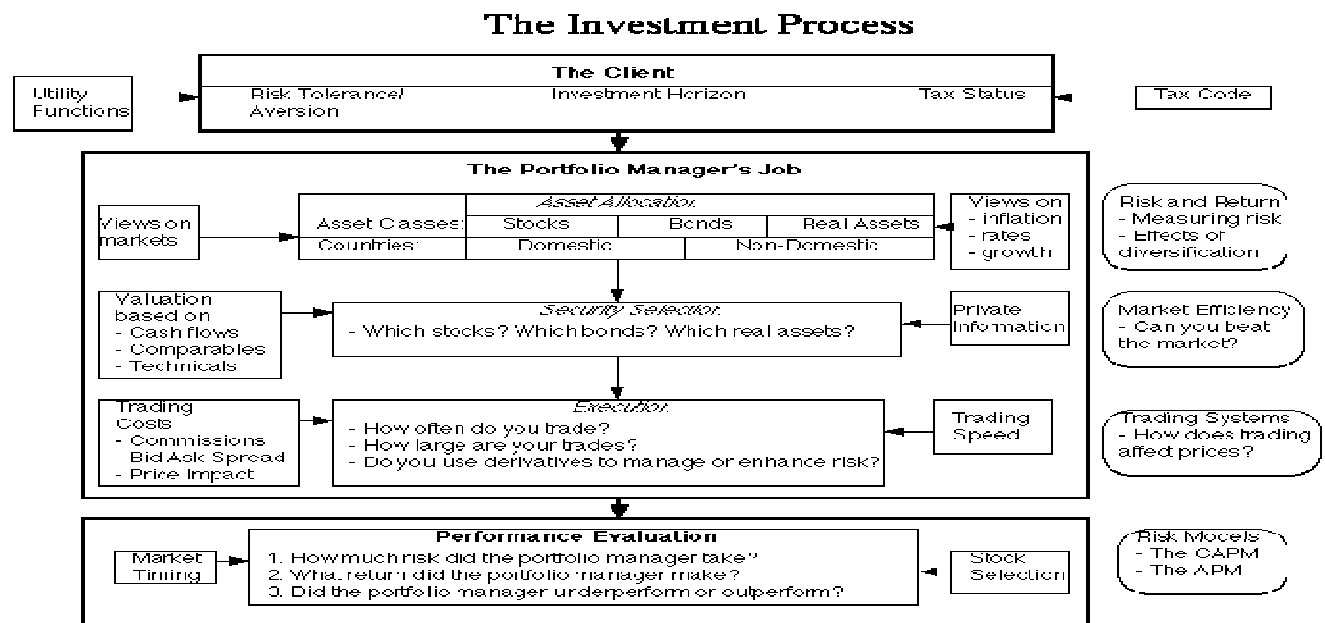 The Investment Process
The Client
Utility
Functions
Risk Tolerance/
Aversion
Investment Horizon
Tax Status
Tax Code
The Portfolio Manager's Job
Views on
markets
Asset Allocation
Asset Classes:
Stocks
Bonds
Real Assets
Countries:
Domestic
Non-Domestic
Views on
- inflation
- rates
- growth
Risk and Return
- Measuring risk
- Effects of
diversification
Valuation
based on
- Cash flows
- Comparables
- Technicals
Security Selection
- Which stocks? Which bonds? Which real assets?
Private
Information
Market Efficiency
- Can you beat
the market?
Trading
Costs
- Commissions
Bid Ask Spread
- Price Impact
Execution
- How often do you trade?
- How large are your trades?
- Do you use derivatives to manage or enhance risk?
Trading
Speed
Trading Systems
- How does trading
affect prices?
Performance Evaluation
Market
Timing
1. How much risk did the portfolio manager take?
2. What return did the portfolio manager make?
3. Did the portfolio manager underperform or outperform?
Stock
Selection
Risk Models
- The CAPM
- The APM